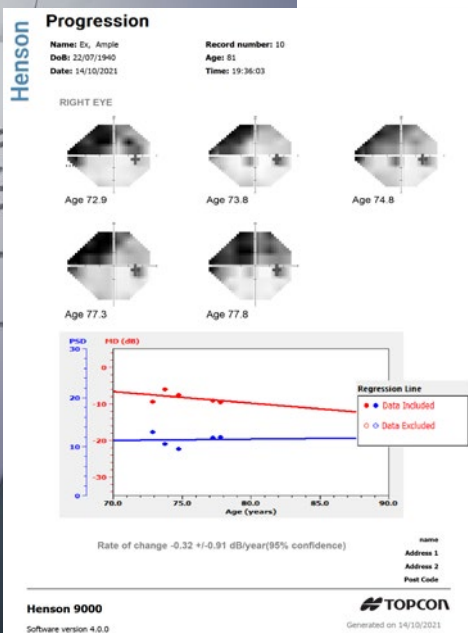 Henson
Progression
Name: Ex, Ample
Record number: 10
DoB: 22/07/1940
Age: 81
Date: 14/10/2021
Time: 19:36:03
RIGHT EYE
Age 72.9
Age 73.8
Age 74.8
Age 77.3
Age 77.8
PSD
MD (dB)
30
20
10
0
0
-10
-20
-30
70.0
75.0
80.0
85.0
90.0
Age (years)
Regression Line
Data Included
Data Excluded
Rate of change -0.32 +/-0.91 dB/year(95% confidence)
name
Address 1
Address 2
Post Code
Henson 9000
TOPCON
Software version 4.0.0
Generated on 14/10/2021